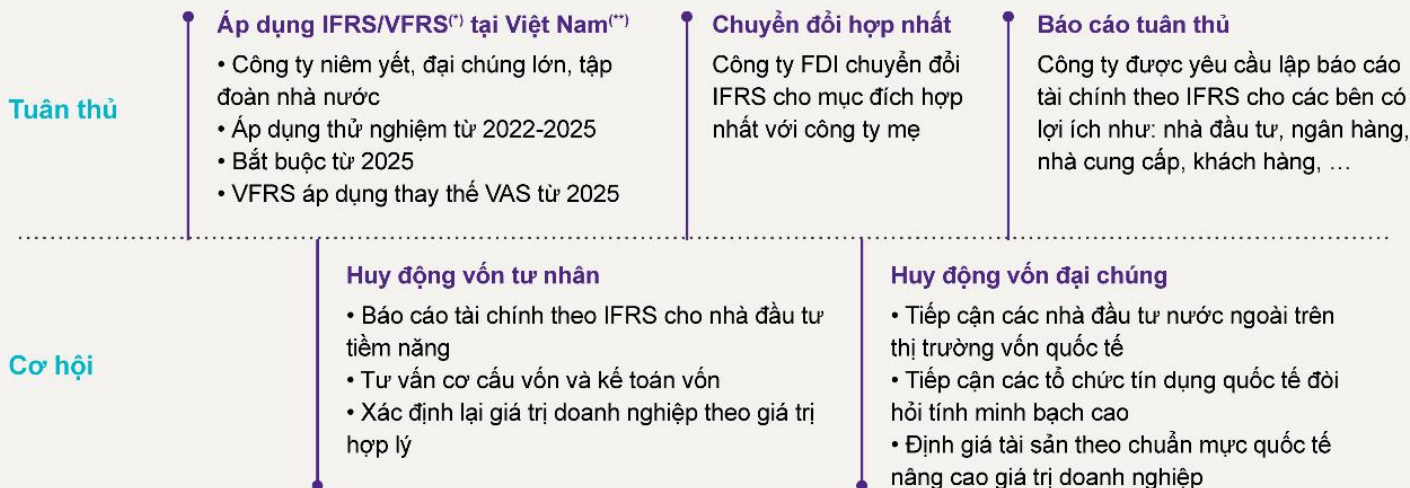 Tuân thủ
Áp dụng IFRS/VFRS(*) tại Việt Nam(**)
• Công ty niêm yết, đại chúng lớn, tập
đoàn nhà nước
• Áp dụng thử nghiệm từ 2022-2025
• Bắt buộc từ 2025
• VFRS áp dụng thay thế VAS từ 2025
Chuyển đổi hợp nhất
Công ty FDI chuyển đổi
IFRS cho mục đích hợp
nhất với công ty mẹ
Báo cáo tuân thủ
Công ty được yêu cầu lập báo cáo
tài chính theo IFRS cho các bên có
lợi ích như: nhà đầu tư, ngân hàng,
nhà cung cấp, khách hàng, …
Cơ hội
Huy động vốn tư nhân
• Báo cáo tài chính theo IFRS cho nhà đầu tư
tiềm năng
• Tư vấn cơ cấu vốn và kế toán vốn
• Xác định lại giá trị doanh nghiệp theo giá trị
hợp lý
Huy động vốn đại chúng
• Tiếp cận các nhà đầu tư nước ngoài trên
thị trường vốn quốc tế
• Tiếp cận các tổ chức tín dụng quốc tế đòi
hỏi tính minh bạch cao
• Định giá tài sản theo chuẩn mực quốc tế
nâng cao giá trị doanh nghiệp